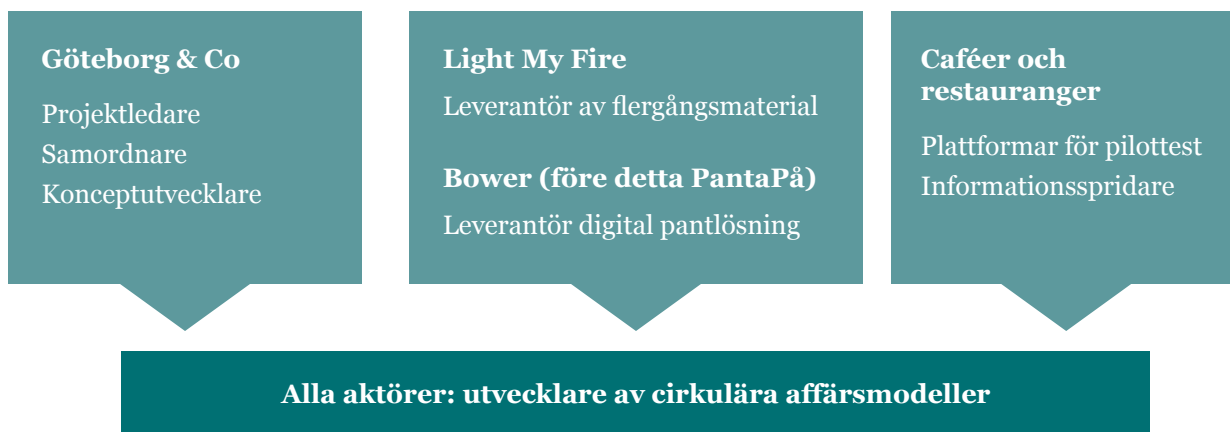 Göteborg & Co
Projektledare
Samordnare
Konceptutvecklare
Light My Fire
Leverantör av flergångsmaterial
Bower (före detta PantaPå)
Leverantör digital pantlösning
Caféer och
restauranger
Plattformar för pilottest
Informationsspridare
Alla aktörer: utvecklare av cirkulära affärsmodeller